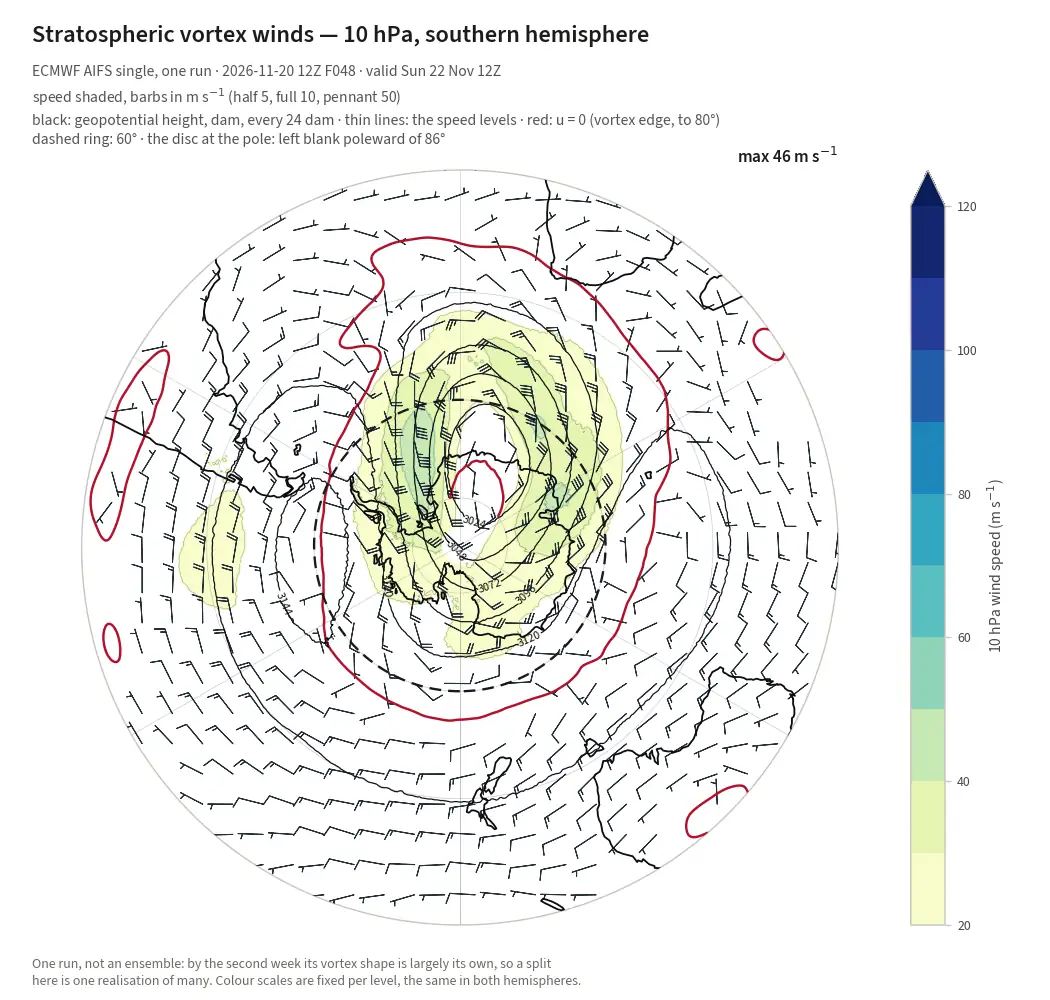 Stratospheric vortex winds — 10 hPa, southern hemisphere
ECMWF AIFS single, one run · 2026-11-20 12Z F048 · valid Sun 22 Nov 12Z
speed shaded, barbs in m s⁻¹ (half 5, full 10, pennant 50)
black: geopotential height, dam, every 24 dam · thin lines: the speed levels · red: u = 0 (vortex edge, to 80°)
dashed ring: 60° · the disc at the pole: left blank poleward of 86°
max 46 m s⁻¹
120
100
80
60
40
20
10 hPa wind speed (m s⁻¹)
3024
3048
3072
3096
3120
3144
One run, not an ensemble: by the second week its vortex shape is largely its own, so a split
here is one realisation of many. Colour scales are fixed per level, the same in both hemispheres.